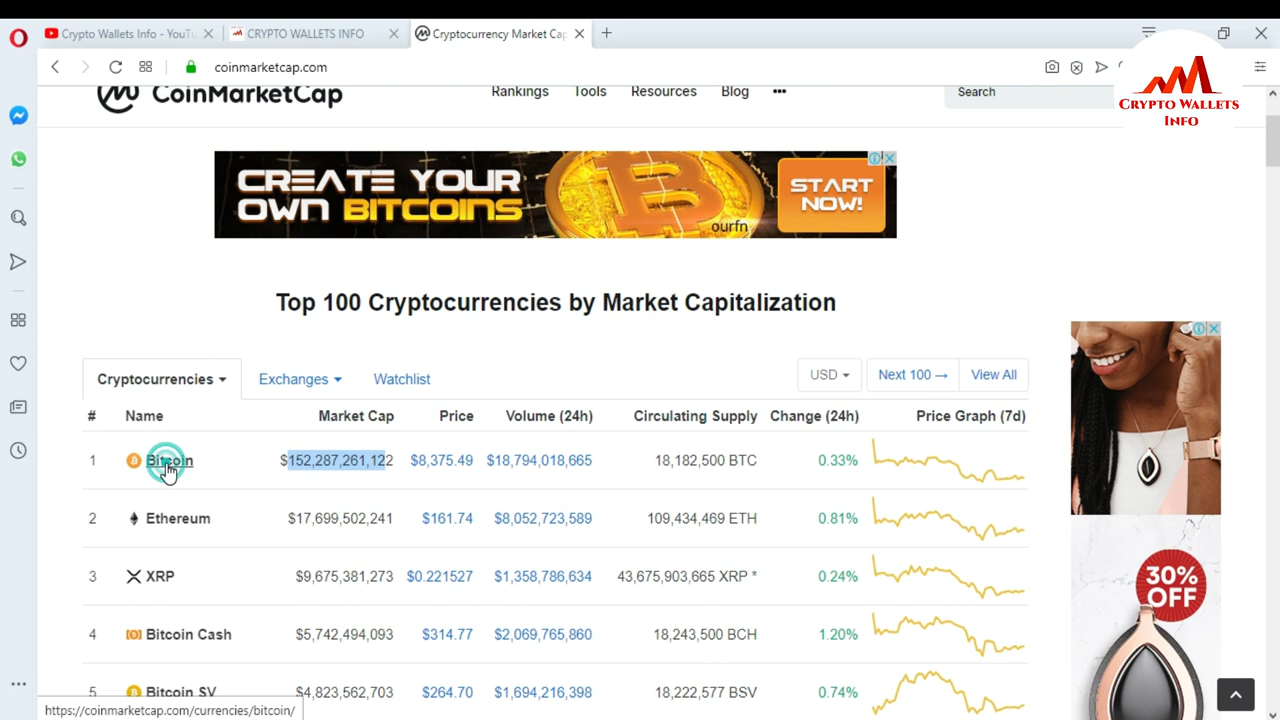 Crypto Wallets Info - YouTu
CRYPTO WALLETS INFO
Cryptocurrency Market Cap
coinmarketcap.com
CRYPTO WALLETS
INFO
CoinMarketCap
Rankings
Tools
Resources
Blog
Search
CREATE YOUR
OWN BITCOINS
START
NOW!
ourfn
Top 100 Cryptocurrencies by Market Capitalization
Cryptocurrencies
Exchanges
Watchlist
USD
Next 100 →
View All
# Name Market Cap Price Volume (24h) Circulating Supply Change (24h) Price Graph (7d)
1 Bitcoin $152,287,261,122 $8,375.49 $18,794,018,665 18,182,500 BTC 0.33%
2 Ethereum $17,699,502,241 $161.74 $8,052,723,589 109,434,469 ETH 0.81%
3 XRP $9,675,381,273 $0.221527 $1,358,786,634 43,675,903,665 XRP * 0.24%
4 Bitcoin Cash $5,742,494,093 $314.77 $2,069,765,860 18,243,500 BCH 1.20%
5 Bitcoin SV $4,823,562,703 $264.70 $1,694,216,398 18,222,577 BSV 0.74%
30%
OFF
https://coinmarketcap.com/currencies/bitcoin/